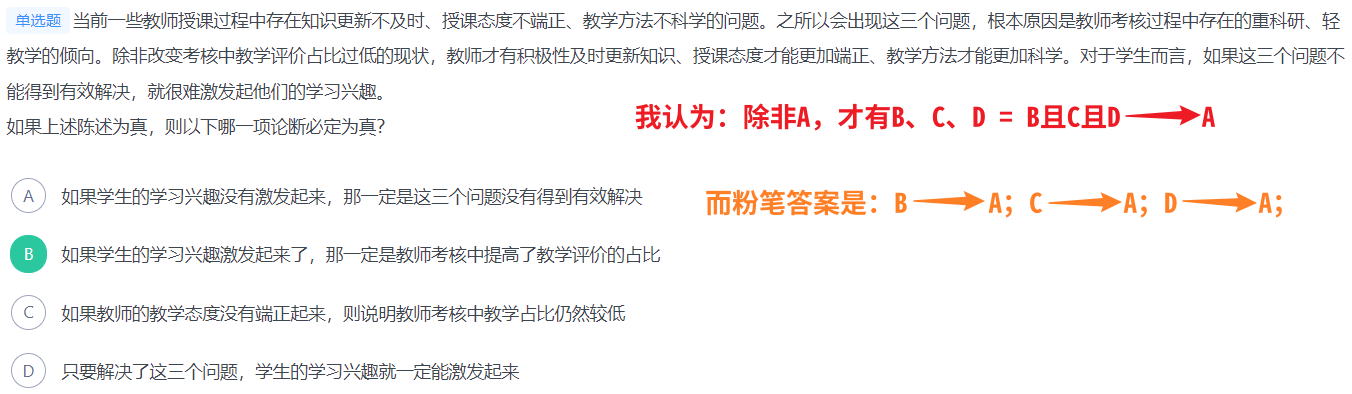 单选题 当前一些教师授课过程中存在知识更新不及时、授课态度不端正、教学方法不科学的问题。之所以会出现这三个问题，根本原因是教师考核过程中存在的重科研、轻
教学的倾向。除非改变考核中教学评价占比过低的现状，教师才有积极性及时更新知识、授课态度才能更加端正、教学方法才能更加科学。对于学生而言，如果这三个问题不
能得到有效解决，就很难激发起他们的学习兴趣。
我认为：除非A，才有B、C、D = B且C且D→A
如果上述陈述为真，则以下哪一项论断必定为真？
A 如果学生的学习兴趣没有激发起来，那一定是这三个问题没有得到有效解决
而粉笔答案是：B→A；C→A；D→A；
B 如果学生的学习兴趣激发起来了，那一定是教师考核中提高了教学评价的占比
C 如果教师的教学态度没有端正起来，则说明教师考核中教学占比仍然较低
D 只要解决了这三个问题，学生的学习兴趣就一定能激发起来